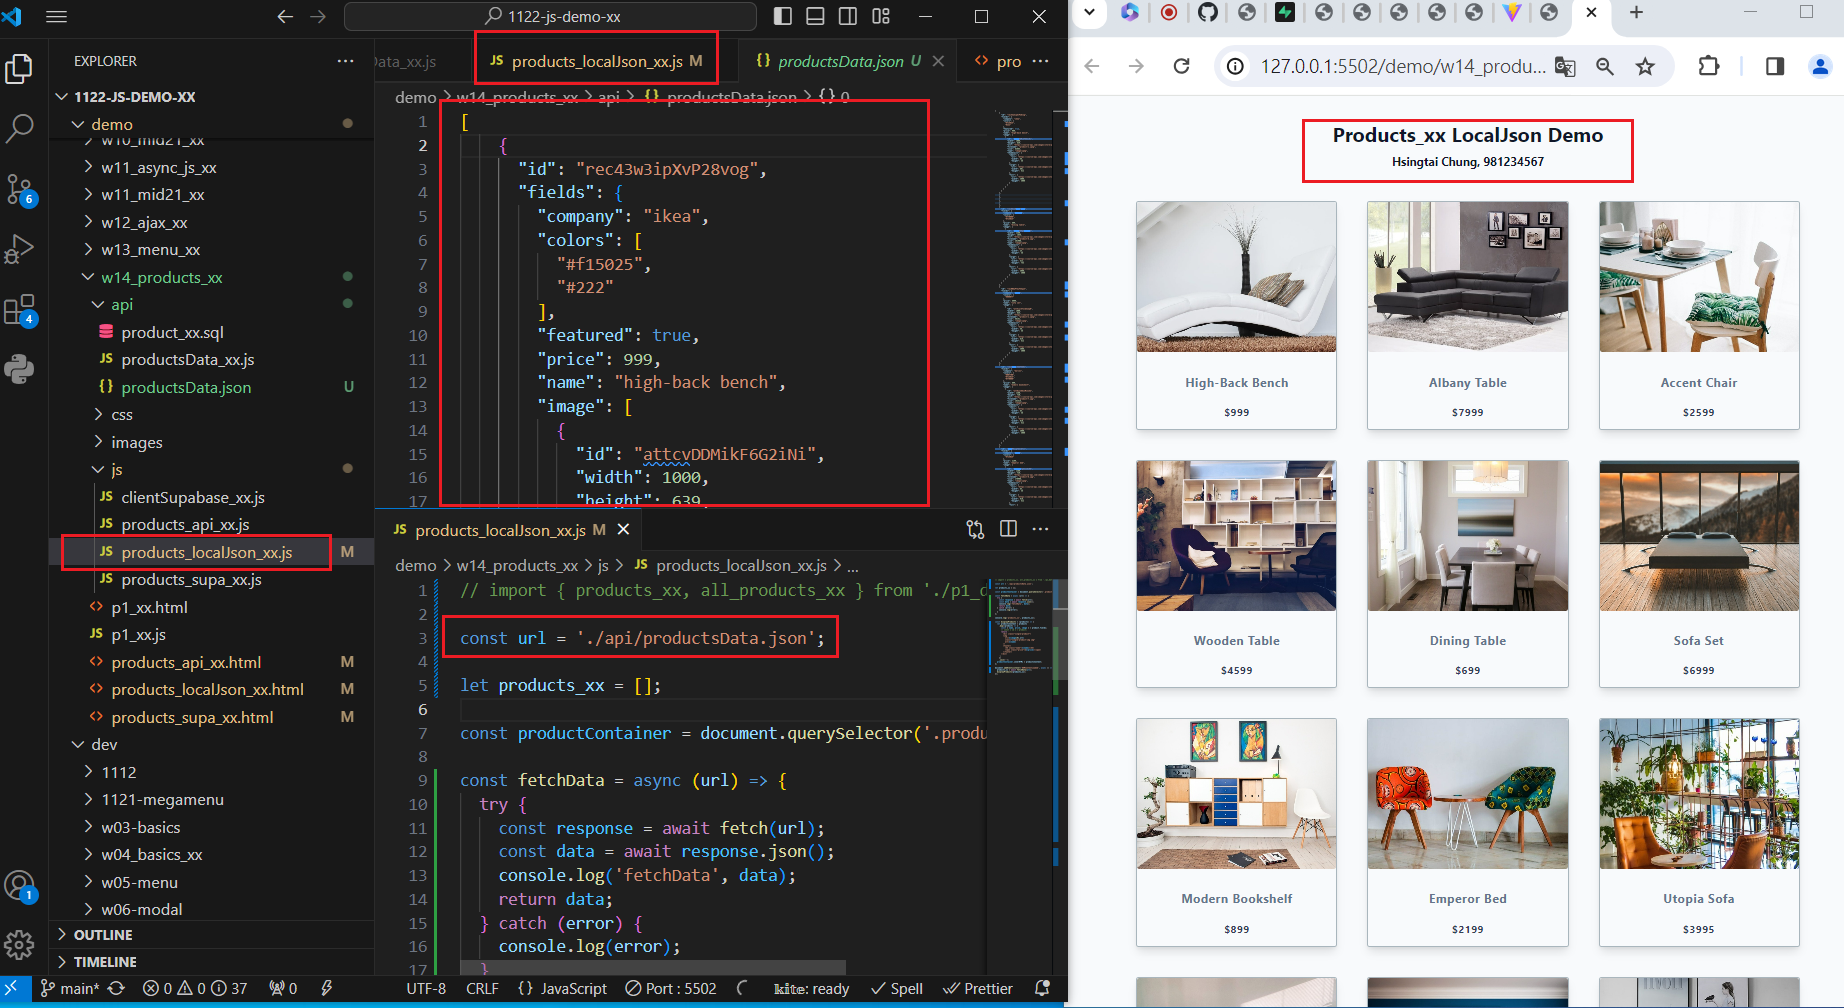 1122-js-demo-xx
EXPLORER
1122-JS-DEMO-XX
demo
w10_mid21_xx
w11_async_js_xx
w11_mid21_xx
w12_ajax_xx
w13_menu_xx
w14_products_xx
api
product_xx.sql
productsData_xx.js
productsData.json U
css
images
js
clientSupabase_xx.js
products_api_xx.js
products_localJson_xx.js M
products_supa_xx.js
p1_xx.html
p1_xx.js
products_api_xx.html M
products_localJson_xx.html M
products_supa_xx.html M
dev
1112
1121-megamenu
w03-basics
w04_basics_xx
w05-menu
w06-modal
OUTLINE
TIMELINE
6
4
1
Data_xx.js
JS products_localJson_xx.js M
{} productsData.json U
<> pro
demo > w14_products_xx > api > {} productsData.json > {} 0
1 [
2 {
3 "id": "rec43w3ipXvP28vog",
4 "fields": {
5 "company": "ikea",
6 "colors": [
7 "#f15025",
8 "#222"
9 ],
10 "featured": true,
11 "price": 999,
12 "name": "high-back bench",
13 "image": [
14 {
15 "id": "attcvDDMikF6G2iNi",
16 "width": 1000,
17 "height": 639,
JS products_localJson_xx.js M
demo > w14_products_xx > js > JS products_localJson_xx.js > ...
1 // import { products_xx, all_products_xx } from './p1_d
2
3 const url = './api/productsData.json';
4
5 let products_xx = [];
6
7 const productContainer = document.querySelector('.produ
8
9 const fetchData = async (url) => {
10 try {
11 const response = await fetch(url);
12 const data = await response.json();
13 console.log('fetchData', data);
14 return data;
15 } catch (error) {
16 console.log(error);
17 }
main* 0 0 37 0 UTF-8 CRLF {} JavaScript Port : 5502 kite: ready Spell Prettier
127.0.0.1:5502/demo/w14_produ...
Products_xx LocalJson Demo
Hsingtai Chung, 981234567
High-Back Bench
$999
Albany Table
$7999
Accent Chair
$2599
Wooden Table
$4599
Dining Table
$699
Sofa Set
$6999
Modern Bookshelf
$899
Emperor Bed
$2199
Utopia Sofa
$3995